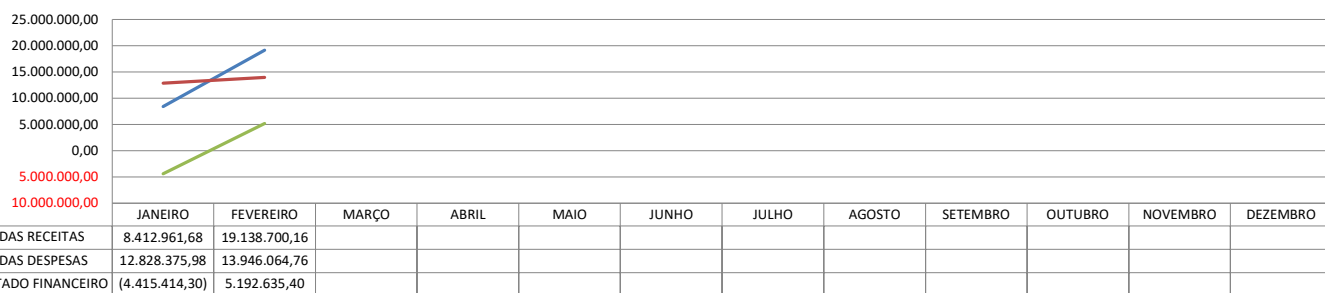 25.000.000,00
20.000.000,00
15.000.000,00
10.000.000,00
5.000.000,00
0,00
5.000.000,00
10.000.000,00
JANEIRO FEVEREIRO MARÇO ABRIL MAIO JUNHO JULHO AGOSTO SETEMBRO OUTUBRO NOVEMBRO DEZEMBRO
DAS RECEITAS 8.412.961,68 19.138.700,16
DAS DESPESAS 12.828.375,98 13.946.064,76
TADO FINANCEIRO (4.415.414,30) 5.192.635,40